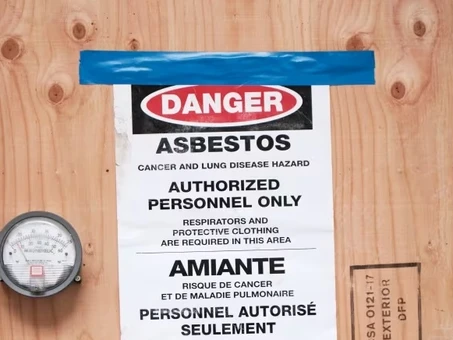 DANGER
ASBESTOS
CANCER AND LUNG DISEASE HAZARD
AUTHORIZED
PERSONNEL ONLY
RESPIRATORS AND
PROTECTIVE CLOTHING
ARE REQUIRED IN THIS AREA
AMIANTE
RISQUE DE CANCER
ET DE MALADIE PULMONAIRE
PERSONNEL AUTORISÉ
SEULEMENT
SA 0121-17
EXTERIOR
DFP